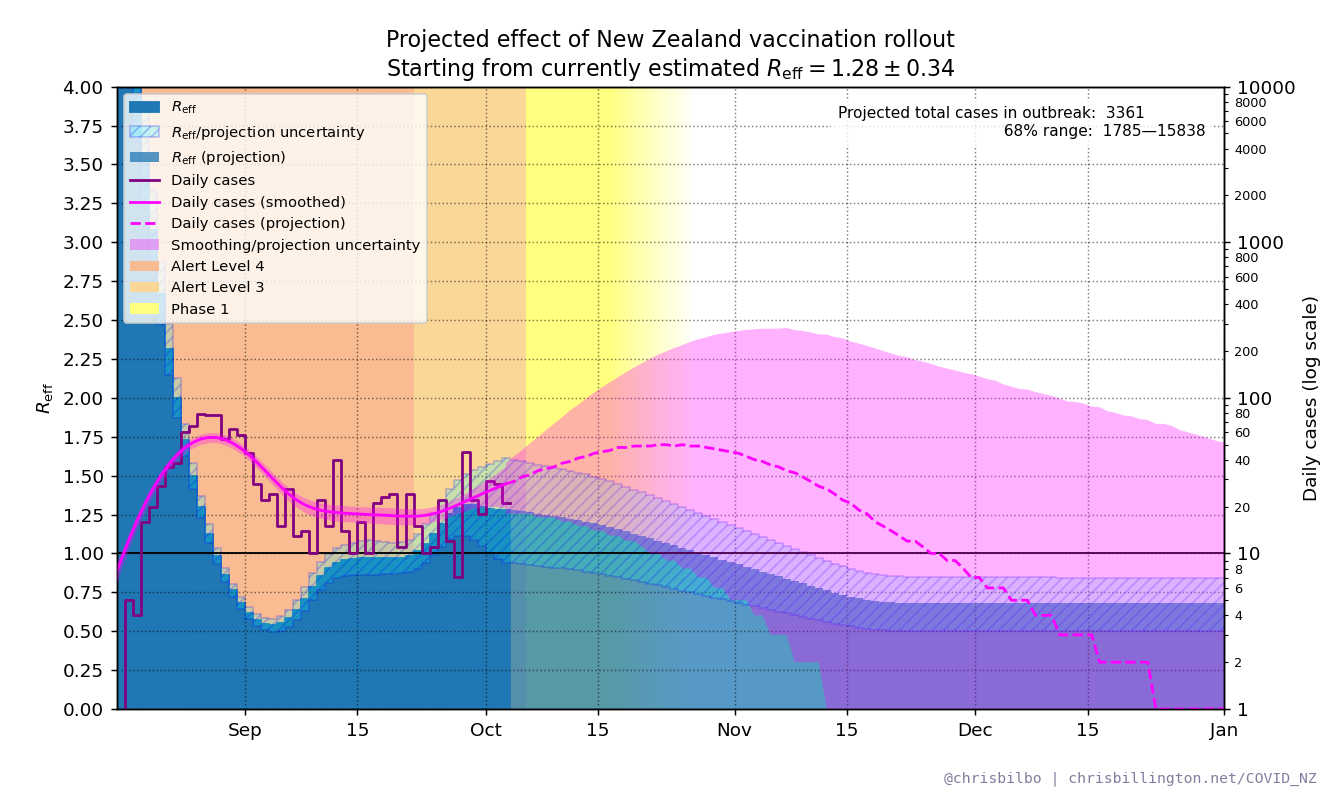 Projected effect of New Zealand vaccination rollout
Starting from currently estimated R_eff = 1.28 ± 0.34
Projected total cases in outbreak: 3361
68% range: 1785—15838
R_eff
R_eff/projection uncertainty
R_eff (projection)
Daily cases
Daily cases (smoothed)
Daily cases (projection)
Smoothing/projection uncertainty
Alert Level 4
Alert Level 3
Phase 1
R_eff
4.00
3.75
3.50
3.25
3.00
2.75
2.50
2.25
2.00
1.75
1.50
1.25
1.00
0.75
0.50
0.25
0.00
10000
8000
6000
4000
2000
1000
800
600
400
200
100
80
60
40
20
10
8
6
4
2
1
Daily cases (log scale)
Sep 15 Oct 15 Nov 15 Dec 15 Jan
@chrisbilbo | chrisbillington.net/COVID_NZ